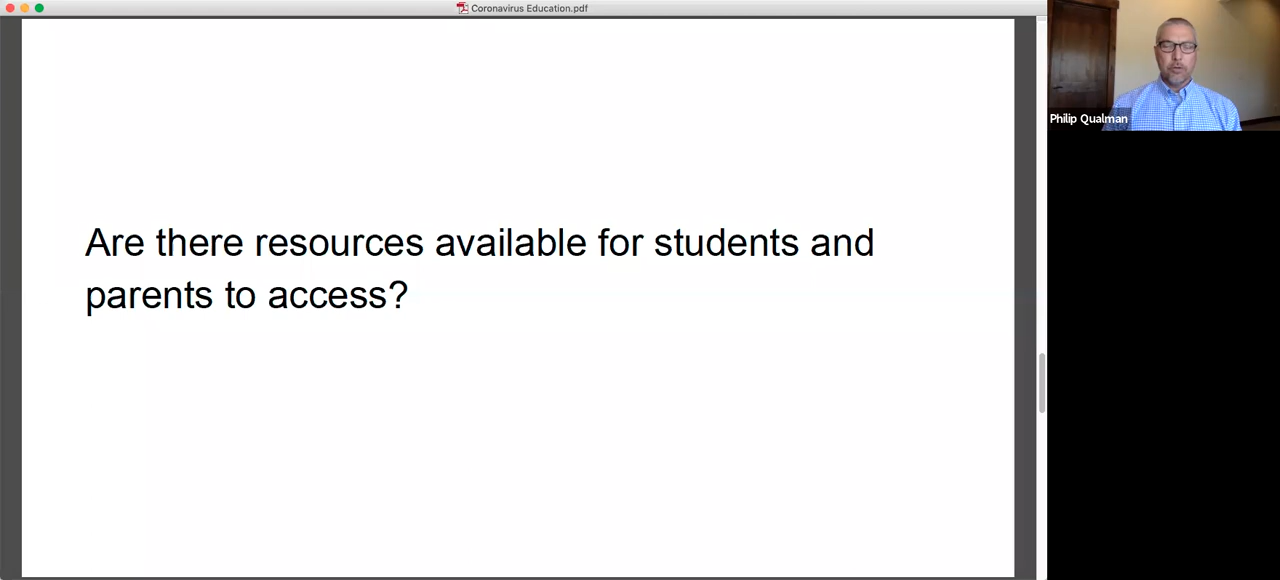 Coronavirus Education.pdf
Philip Qualman
Are there resources available for students and
parents to access?